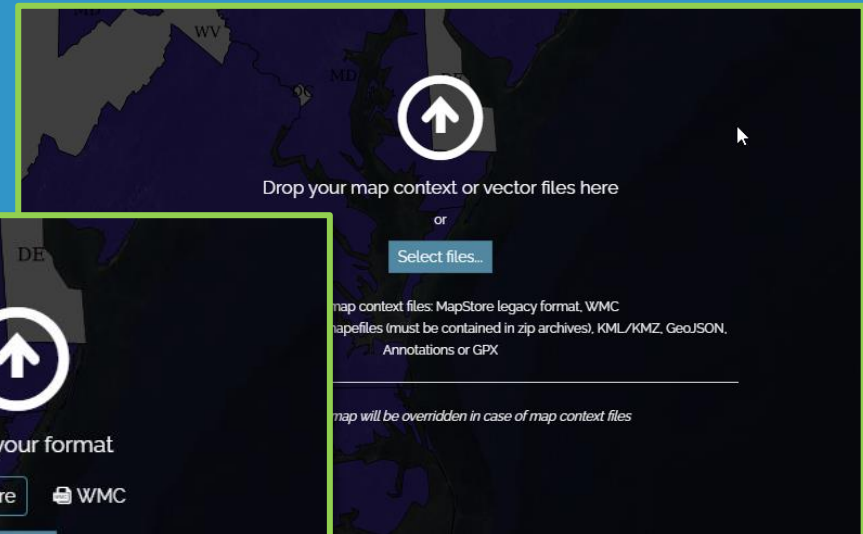 WV
MD
DC
DE
Drop your map context or vector files here
or
Select files...
map context files: MapStore legacy format, WMC
(must be contained in zip archives), KML/KMZ, GeoJSON,
Annotations or GPX
map will be overridden in case of map context files
DE
your format
WMC